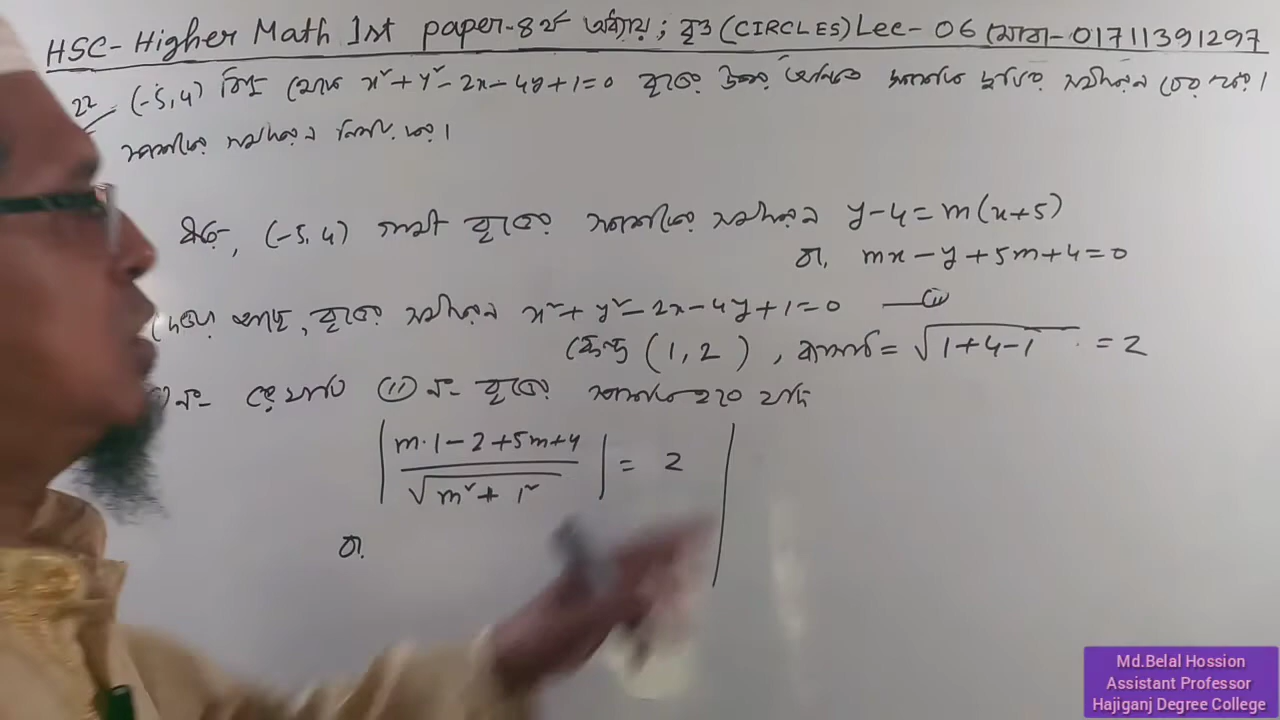 HSC- Higher Math 1st paper-৪র্থ অধ্যায়; বৃত্ত (CIRCLES) Lec- 06 মোবা- 01711391297
22 (-5,4) বিন্দু থেকে x² + y² - 2x - 4y + 1 = 0 বৃত্তে স্পর্শকের সমীকরণ
স্পর্শকের সমীকরণ নির্ণয় কর।
ধরি, (-5, 4) বৃত্তের স্পর্শকের সমীকরণ y - 4 = m(x + 5)
বা, mx - y + 5m + 4 = 0
দেওয়া আছে, বৃত্তের সমীকরণ x² + y² - 2x - 4y + 1 = 0 —(ii)
কেন্দ্র (1, 2), ব্যাসার্ধ = √1+4-1 = 2
নং রেখাটি (ii) নং বৃত্তের স্পর্শক হবে যদি
|m·1 - 2 + 5m + 4 / √m² + 1²| = 2
বা,
Md.Belal Hossion
Assistant Professor
Hajiganj Degree College